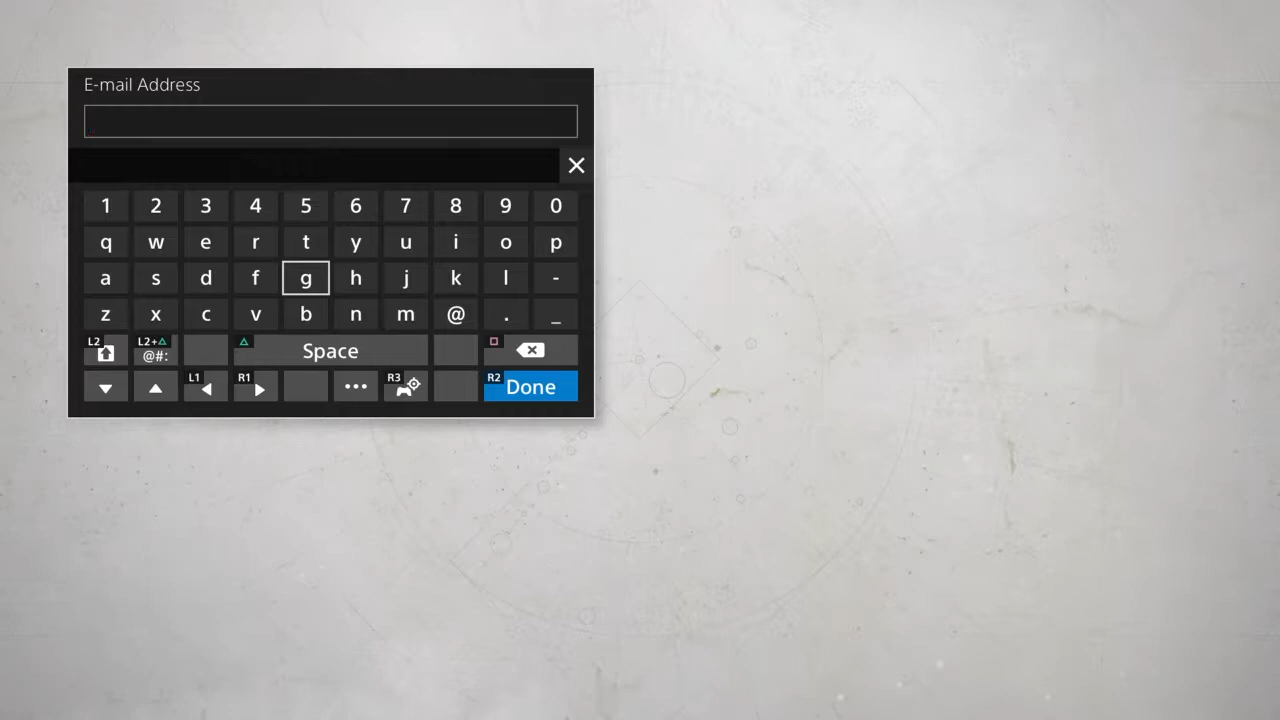 E-mail Address
1 2 3 4 5 6 7 8 9 0
q w e r t y u i o p
a s d f g h j k l -
z x c v b n m @ . _
L2 L2+△ @#: △ Space □
L1 R1 ••• R3 R2 Done